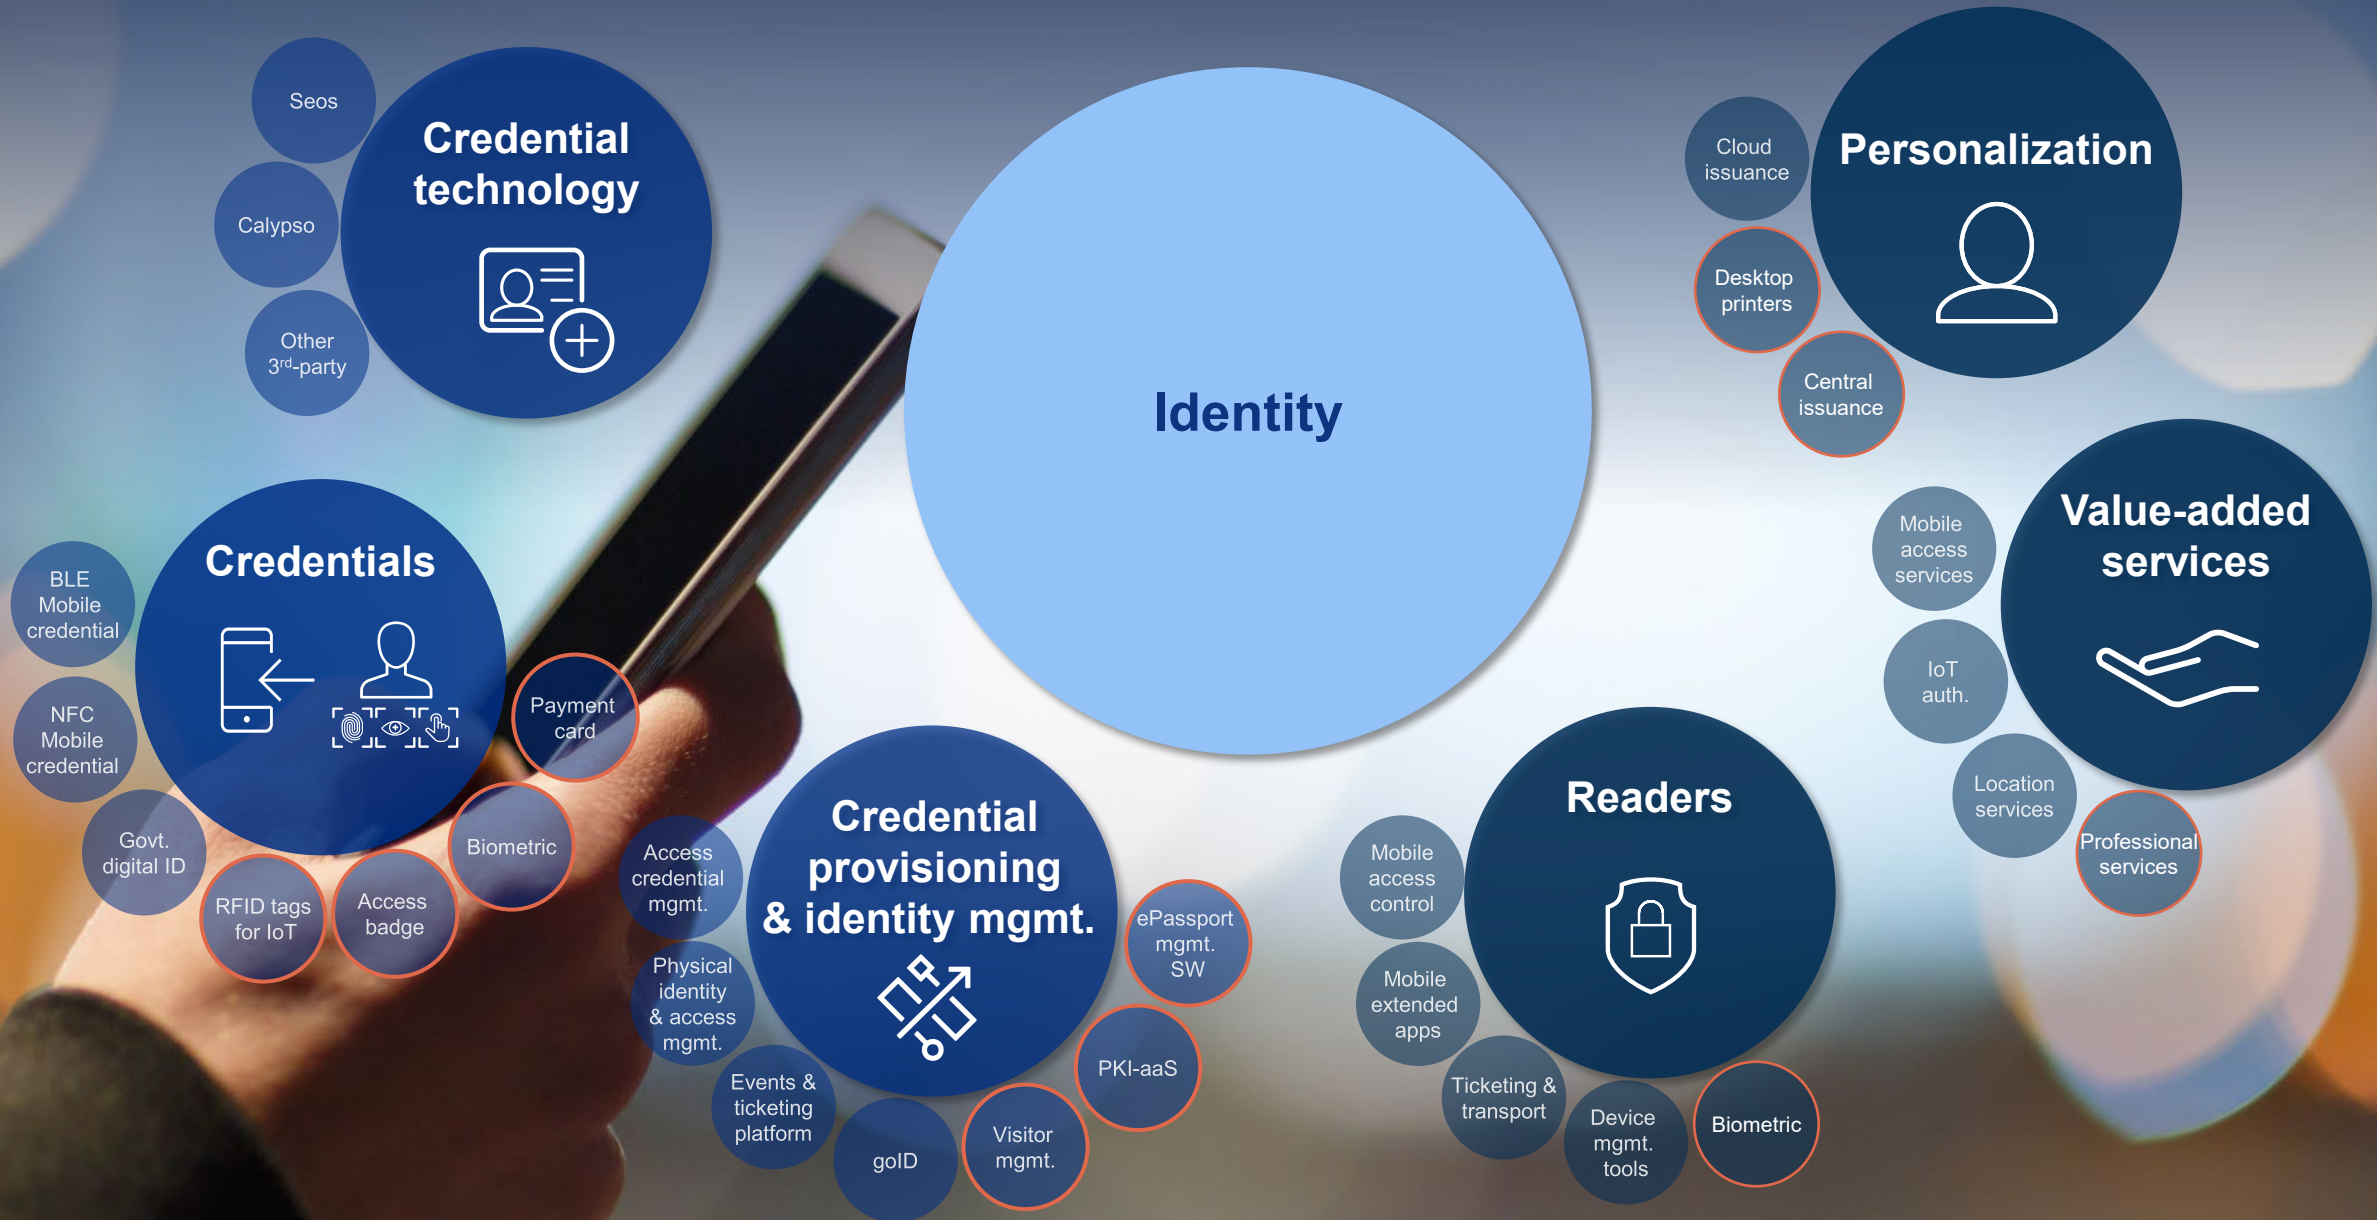 Seos
Calypso
Other
3rd-party
Credential
technology
Identity
Cloud
issuance
Desktop
printers
Central
issuance
Personalization
BLE
Mobile
credential
NFC
Mobile
credential
Govt.
digital ID
RFID tags
for IoT
Access
badge
Biometric
Payment
card
Credentials
Access
credential
mgmt.
Physical
identity
& access
mgmt.
Events &
ticketing
platform
goID
Visitor
mgmt.
PKI-aaS
ePassport
mgmt.
SW
Credential
provisioning
& identity mgmt.
Mobile
access
control
Mobile
extended
apps
Ticketing &
transport
Device
mgmt.
tools
Biometric
Readers
Mobile
access
services
IoT
auth.
Location
services
Professional
services
Value-added
services